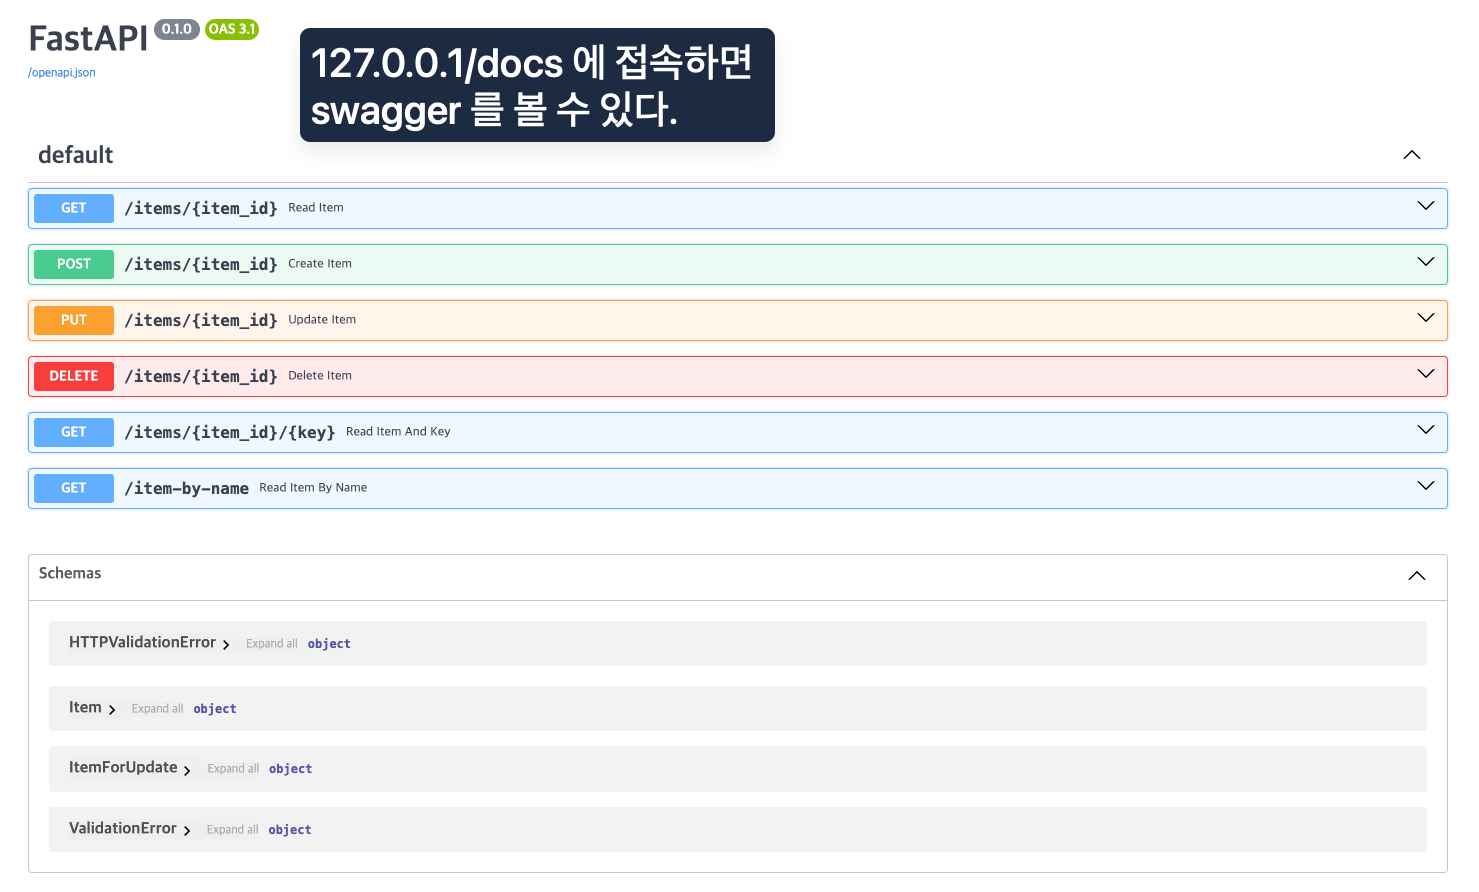 FastAPI 0.1.0 OAS 3.1
/openapi.json
127.0.0.1/docs 에 접속하면
swagger 를 볼 수 있다.
default
GET /items/{item_id} Read Item
POST /items/{item_id} Create Item
PUT /items/{item_id} Update Item
DELETE /items/{item_id} Delete Item
GET /items/{item_id}/{key} Read Item And Key
GET /item-by-name Read Item By Name
Schemas
HTTPValidationError Expand all object
Item Expand all object
ItemForUpdate Expand all object
ValidationError Expand all object